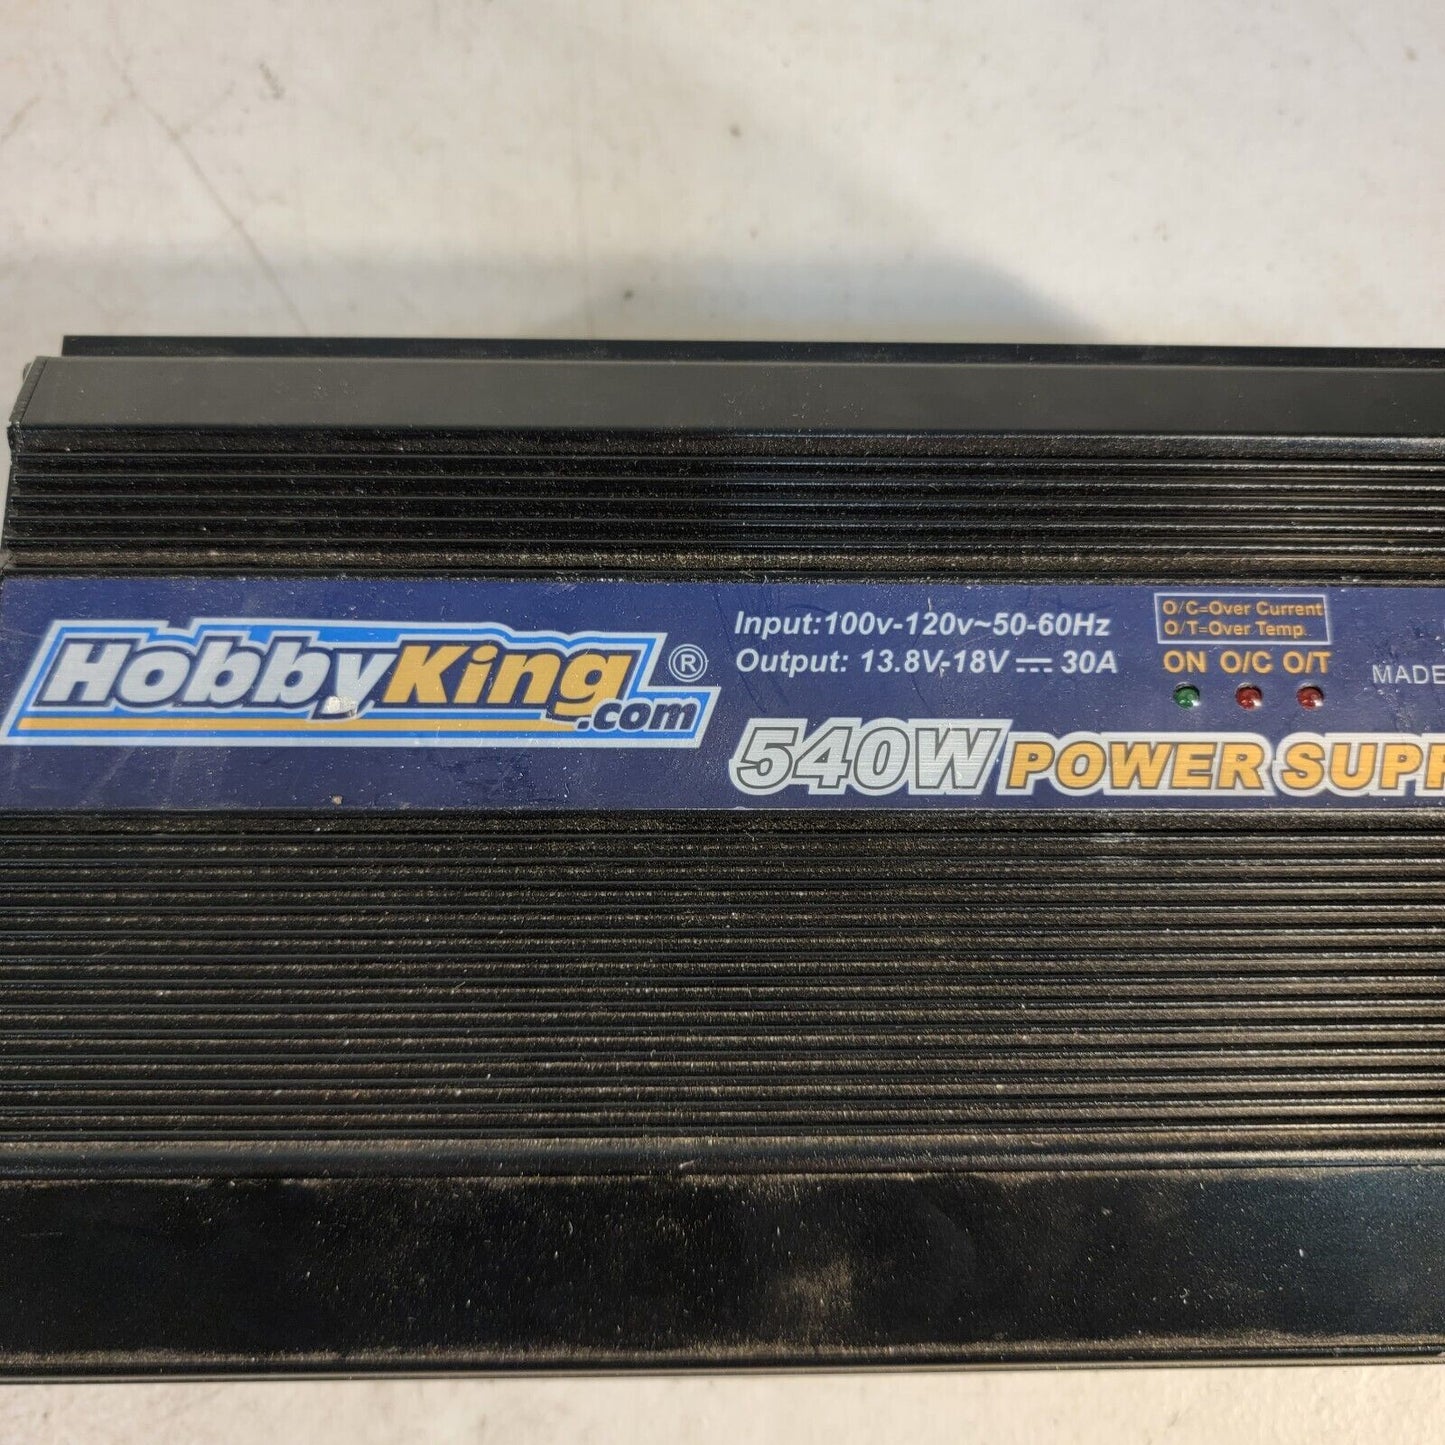 HobbyKing.com®
Input:100v-120v~50-60Hz
Output: 13.8V-18V⎓30A
540W POWER SUPP
O/C=Over Current
O/T=Over Temp.
ON O/C O/T
MADE